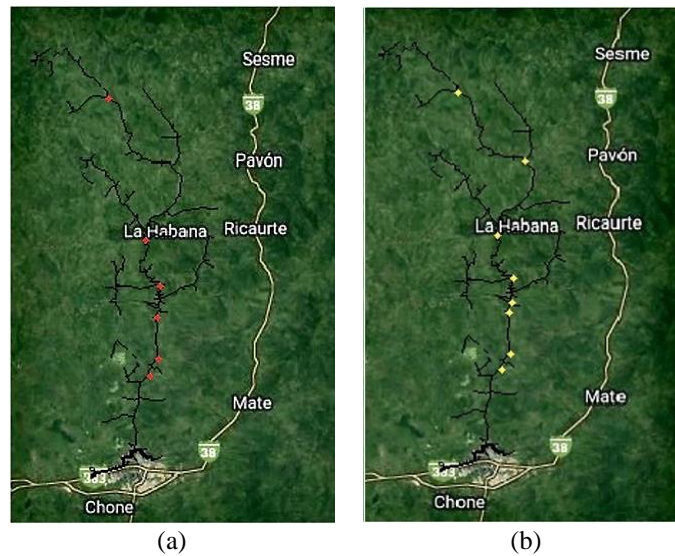 Sesme
38
Pavón
La Habana
Ricaurte
Mate
38
383
Chone
(a)
Sesme
38
Pavón
La Habana
Ricaurte
Mate
38
383
Chone
(b)